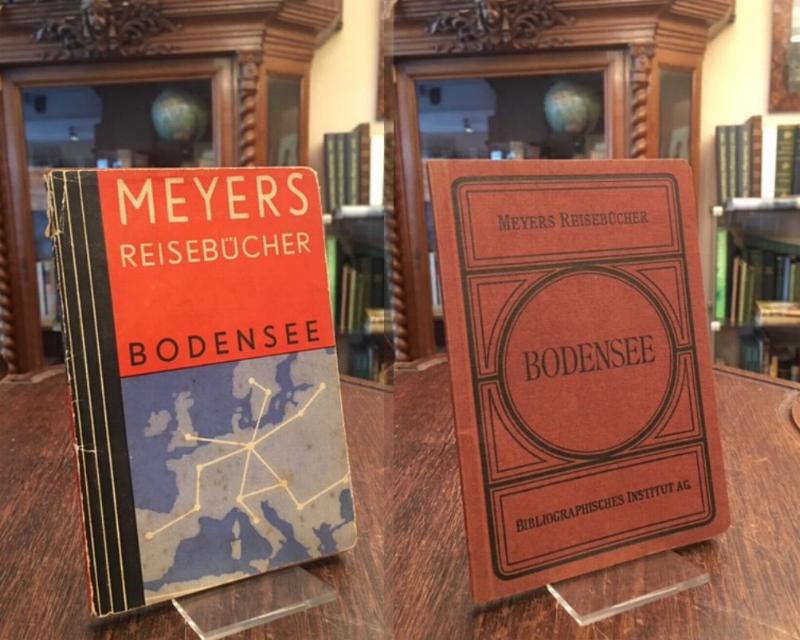 MEYERS
REISEBÜCHER
BODENSEE
MEYERS REISEBÜCHER
BODENSEE
BIBLIOGRAPHISCHES INSTITUT AG.